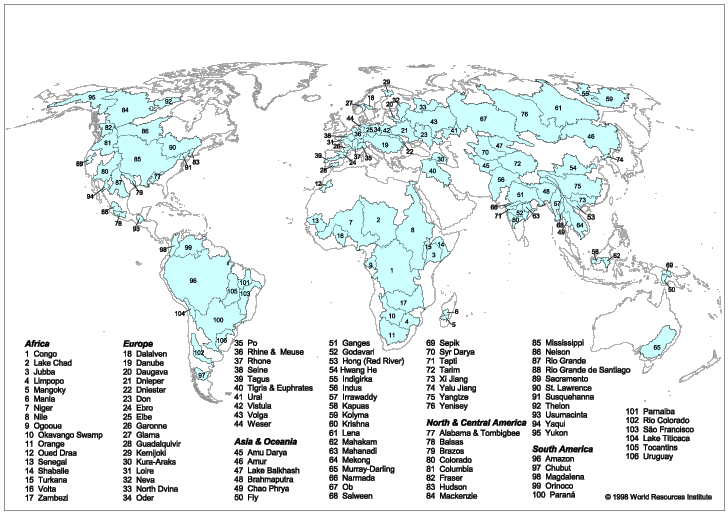 Africa
1 Congo
2 Lake Chad
3 Jubba
4 Limpopo
5 Mangoky
6 Mania
7 Niger
8 Nile
9 Ogooue
10 Okavango Swamp
11 Orange
12 Oued Draa
13 Senegal
14 Shaballe
15 Turkana
16 Volta
17 Zambezi
Europe
18 Dalalven
19 Danube
20 Daugava
21 Dnieper
22 Dniester
23 Don
24 Ebro
25 Elbe
26 Garonne
27 Glama
28 Guadalquivir
29 Kemijoki
30 Kura-Araks
31 Loire
32 Neva
33 North Dvina
34 Oder
35 Po
36 Rhine & Meuse
37 Rhone
38 Seine
39 Tagus
40 Tigris & Euphrates
41 Ural
42 Vistula
43 Volga
44 Weser
Asia & Oceania
45 Amu Darya
46 Amur
47 Lake Balkhash
48 Brahmaputra
49 Chao Phrya
50 Fly
51 Ganges
52 Godavari
53 Hong (Red River)
54 Hwang He
55 Indigirka
56 Indus
57 Irrawaddy
58 Kapuas
59 Kolyma
60 Krishna
61 Lena
62 Mahakam
63 Mahanadi
64 Mekong
65 Murray-Darling
66 Narmada
67 Ob
68 Salween
69 Sepik
70 Syr Darya
71 Tapti
72 Tarim
73 Xi Jiang
74 Yalu Jiang
75 Yangtze
76 Yenisey
North & Central America
77 Alabama & Tombigbee
78 Balsas
79 Brazos
80 Colorado
81 Columbia
82 Fraser
83 Hudson
84 Mackenzie
85 Mississippi
86 Nelson
87 Rio Grande
88 Rio Grande de Santiago
89 Sacramento
90 St. Lawrence
91 Susquehanna
92 Thelon
93 Usumacinta
94 Yaqui
95 Yukon
South America
96 Amazon
97 Chubut
98 Magdalena
99 Orinoco
100 Paraná
101 Parnaiba
102 Rio Colorado
103 São Francisco
104 Lake Titicaca
105 Tocantins
106 Uruguay
© 1998 World Resources Institute